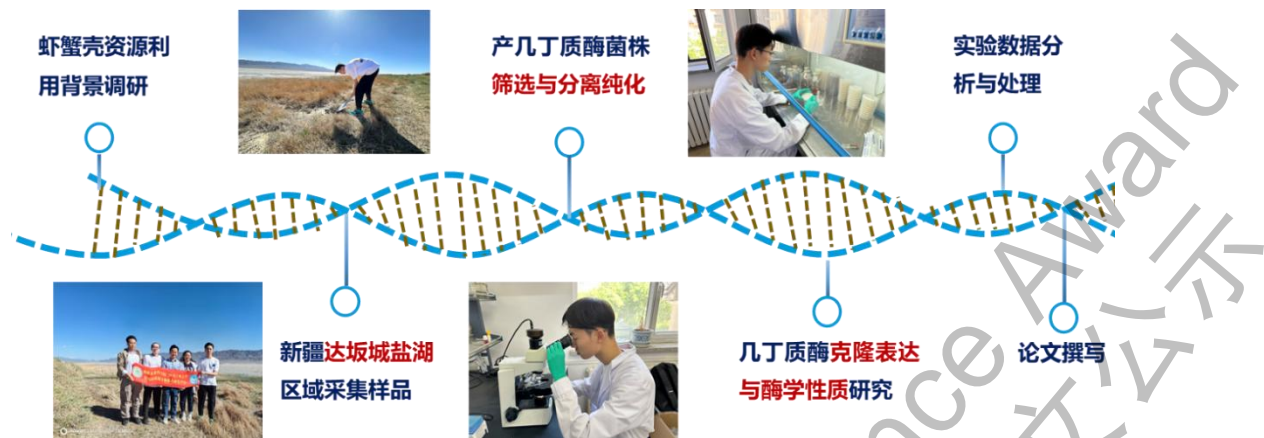 虾蟹壳资源利
用背景调研
产几丁质酶菌株
筛选与分离纯化
实验数据分
析与处理
新疆达坂城盐湖
区域采集样品
几丁质酶克隆表达
与酶学性质研究
论文撰写
nce Award
文公示